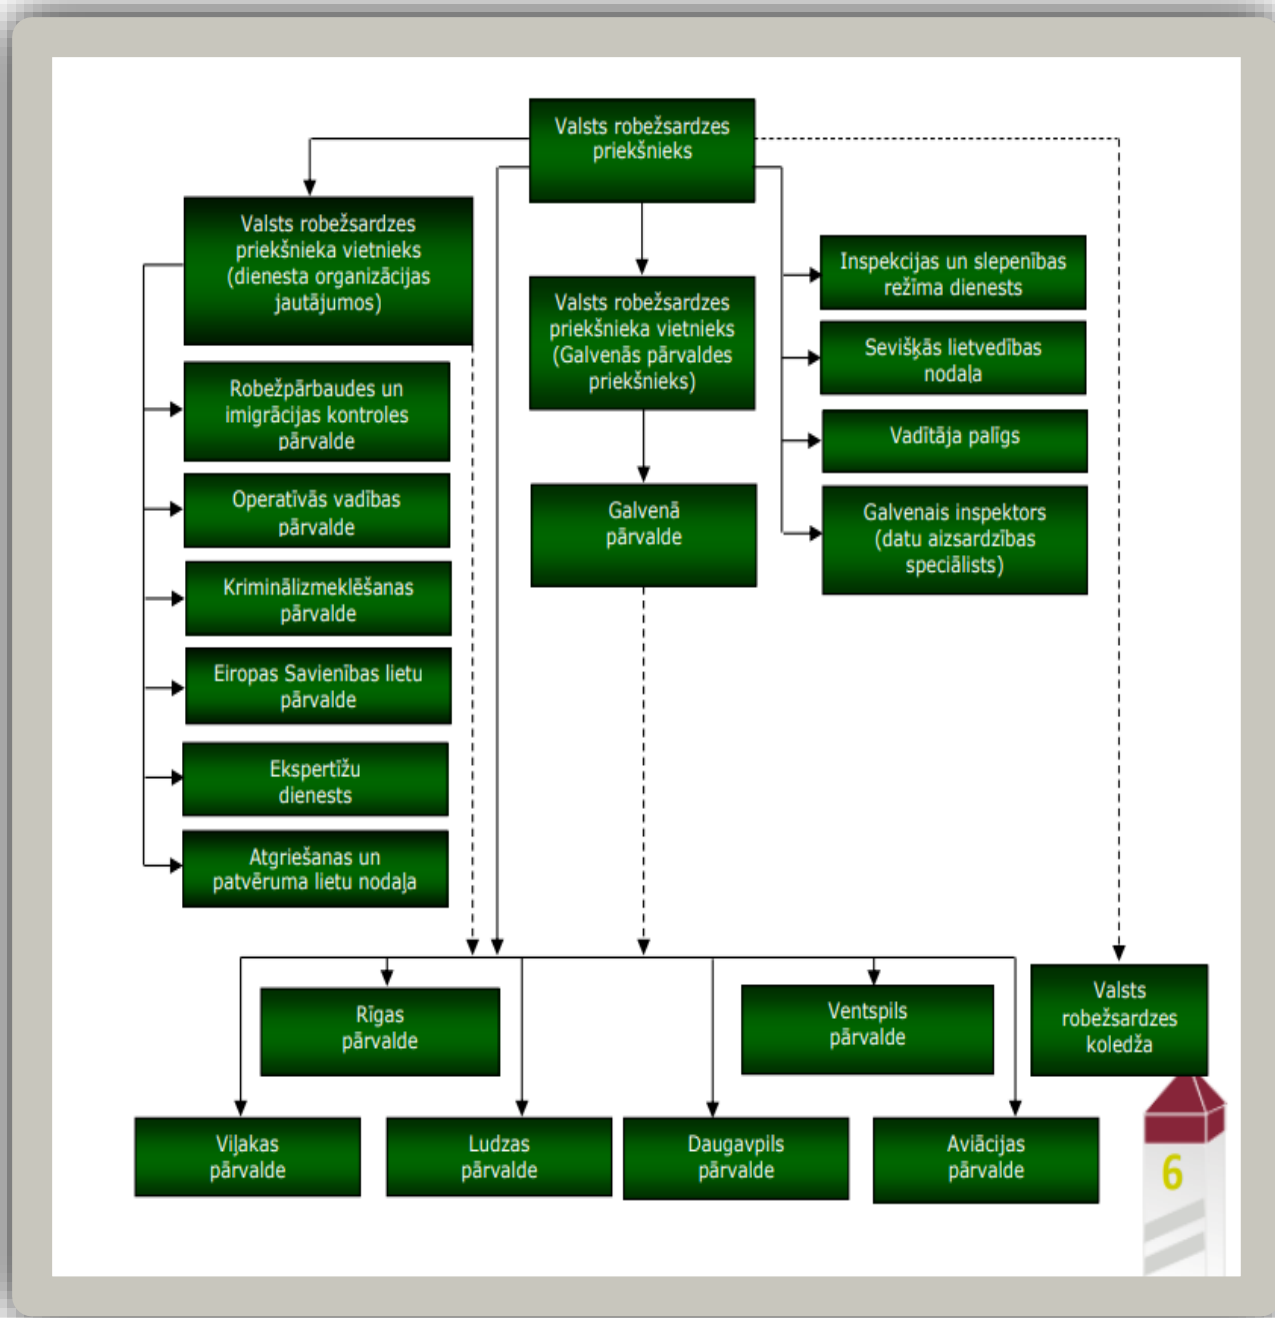 Valsts robežsardzes
priekšnieks
Valsts robežsardzes
priekšnieka vietnieks
(dienesta organizācijas
jautājumos)
Valsts robežsardzes
priekšnieka vietnieks
(Galvenās pārvaldes
priekšnieks)
Inspekcijas un slepenības
režīma dienests
Sevišķās lietvedības
nodaļa
Vadītāja palīgs
Galvenais inspektors
(datu aizsardzības
speciālists)
Robežpārbaudes un
imigrācijas kontroles
pārvalde
Operatīvās vadības
pārvalde
Kriminālizmeklēšanas
pārvalde
Eiropas Savienības lietu
pārvalde
Ekspertīžu
dienests
Atgriešanas un
patvēruma lietu nodaļa
Galvenā
pārvalde
Rīgas
pārvalde
Ventspils
pārvalde
Valsts
robežsardzes
koledža
Viļakas
pārvalde
Ludzas
pārvalde
Daugavpils
pārvalde
Aviācijas
pārvalde
6